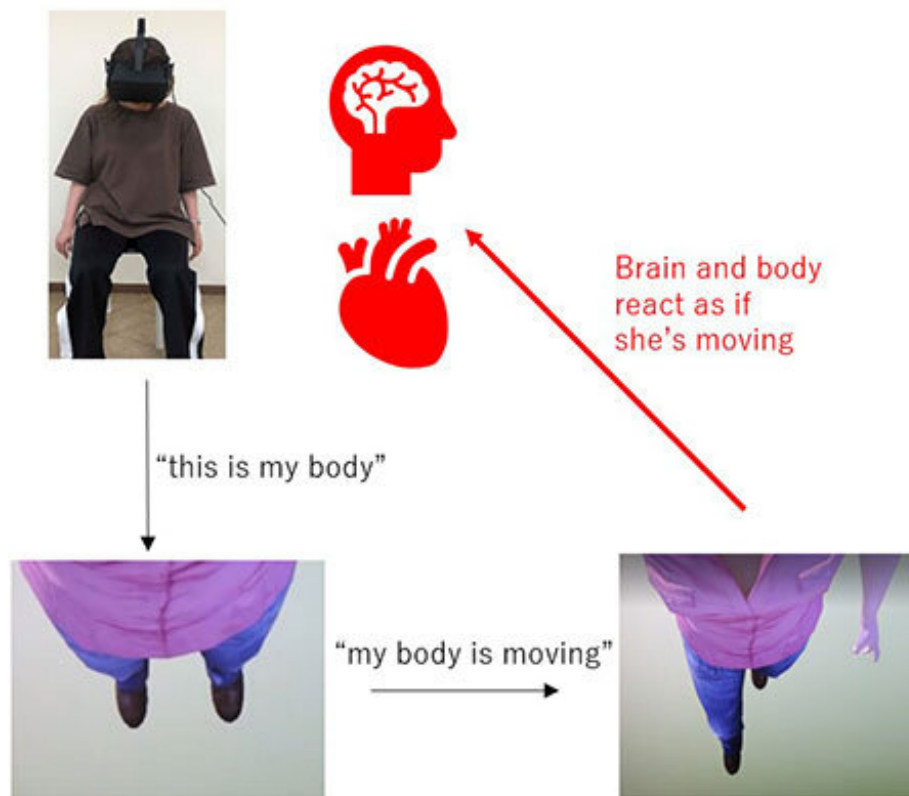 Brain and body
react as if
she's moving
“this is my body”
“my body is moving”